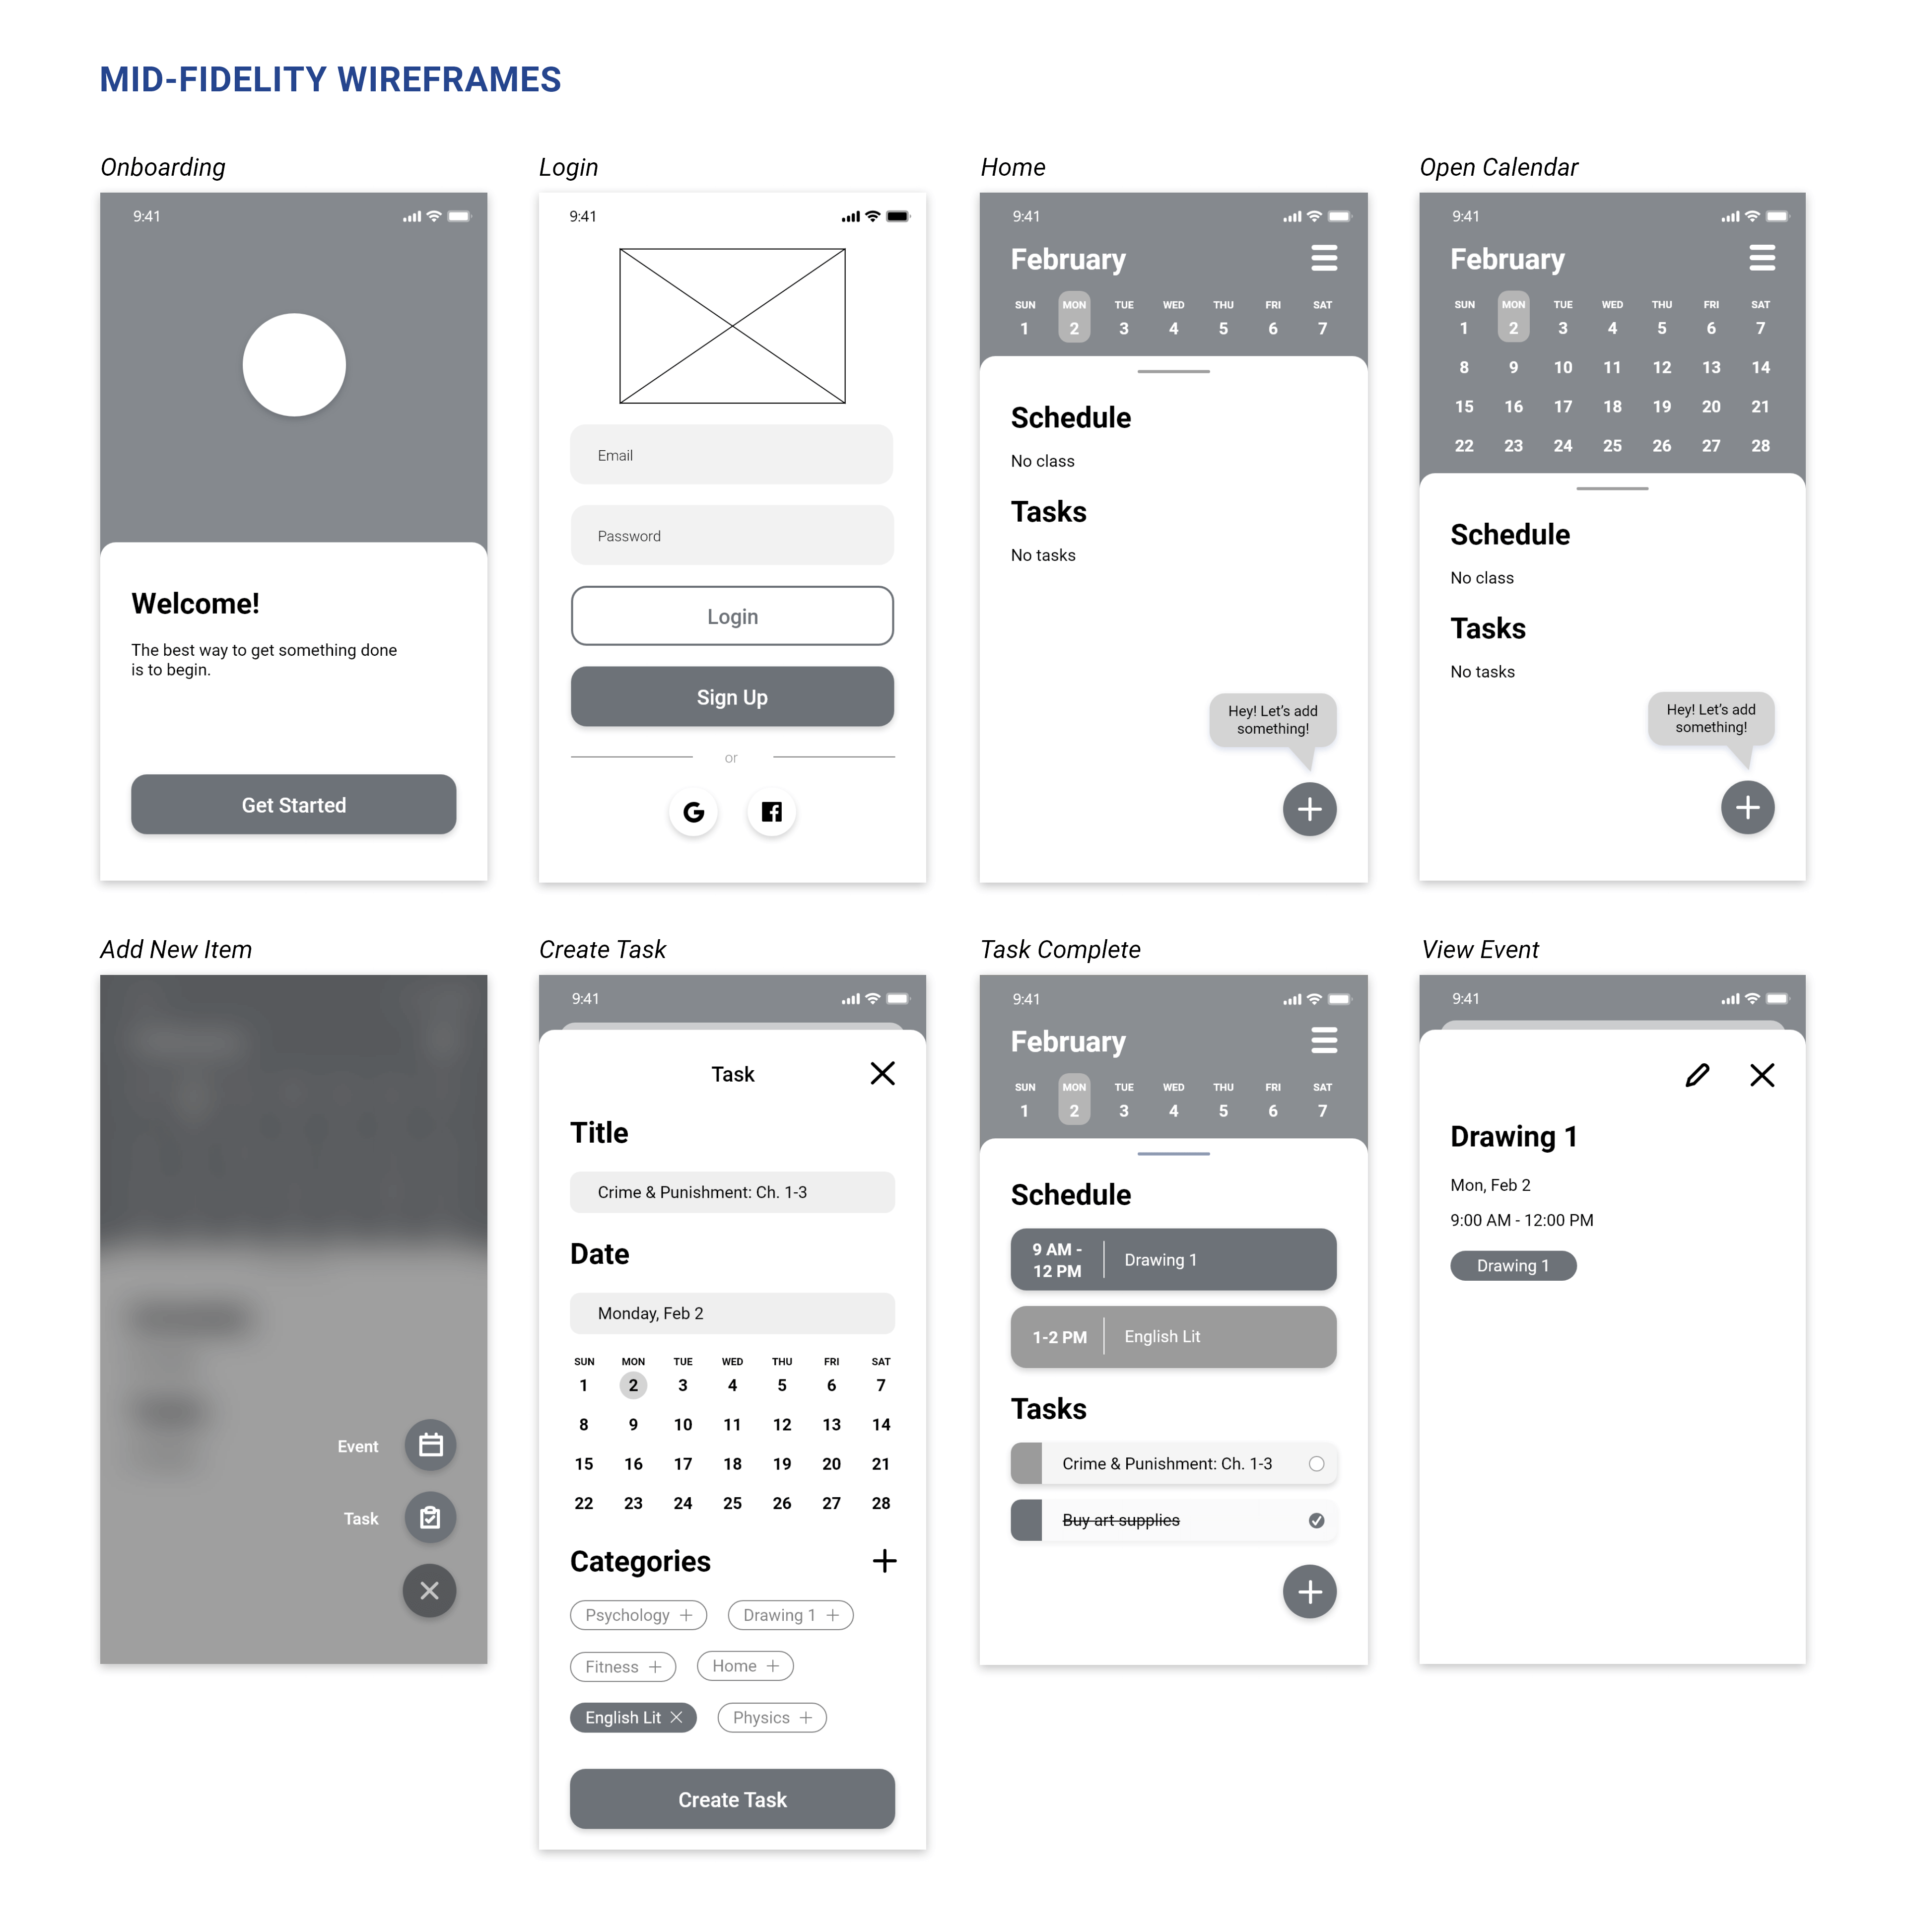 MID-FIDELITY WIREFRAMES
Onboarding
9:41
Welcome!
The best way to get something done
is to begin.
Get Started
Login
9:41
Email
Password
Login
Sign Up
or
G f
Home
9:41
February
SUN MON TUE WED THU FRI SAT
1 2 3 4 5 6 7
Schedule
No class
Tasks
No tasks
Hey! Let's add
something!
Open Calendar
9:41
February
SUN MON TUE WED THU FRI SAT
1 2 3 4 5 6 7
8 9 10 11 12 13 14
15 16 17 18 19 20 21
22 23 24 25 26 27 28
Schedule
No class
Tasks
No tasks
Hey! Let's add
something!
Add New Item
Event
Task
Create Task
9:41
Task
Title
Crime & Punishment: Ch. 1-3
Date
Monday, Feb 2
SUN MON TUE WED THU FRI SAT
1 2 3 4 5 6 7
8 9 10 11 12 13 14
15 16 17 18 19 20 21
22 23 24 25 26 27 28
Categories
Psychology Drawing 1
Fitness Home
English Lit Physics
Create Task
Task Complete
9:41
February
SUN MON TUE WED THU FRI SAT
1 2 3 4 5 6 7
Schedule
9 AM -
12 PM
Drawing 1
1-2 PM English Lit
Tasks
Crime & Punishment: Ch. 1-3
Buy art supplies
View Event
9:41
Drawing 1
Mon, Feb 2
9:00 AM - 12:00 PM
Drawing 1